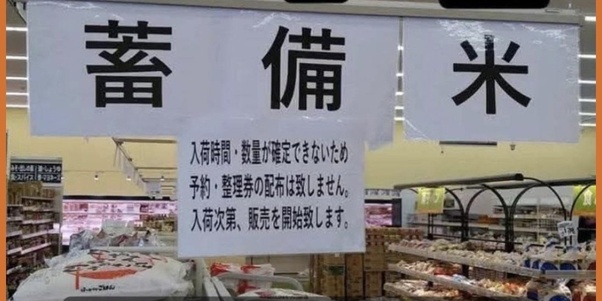 蓄備米
入荷時間・数量が確定できないため
予約・整理券の配布は致しません。
入荷次第、販売を開始致します。